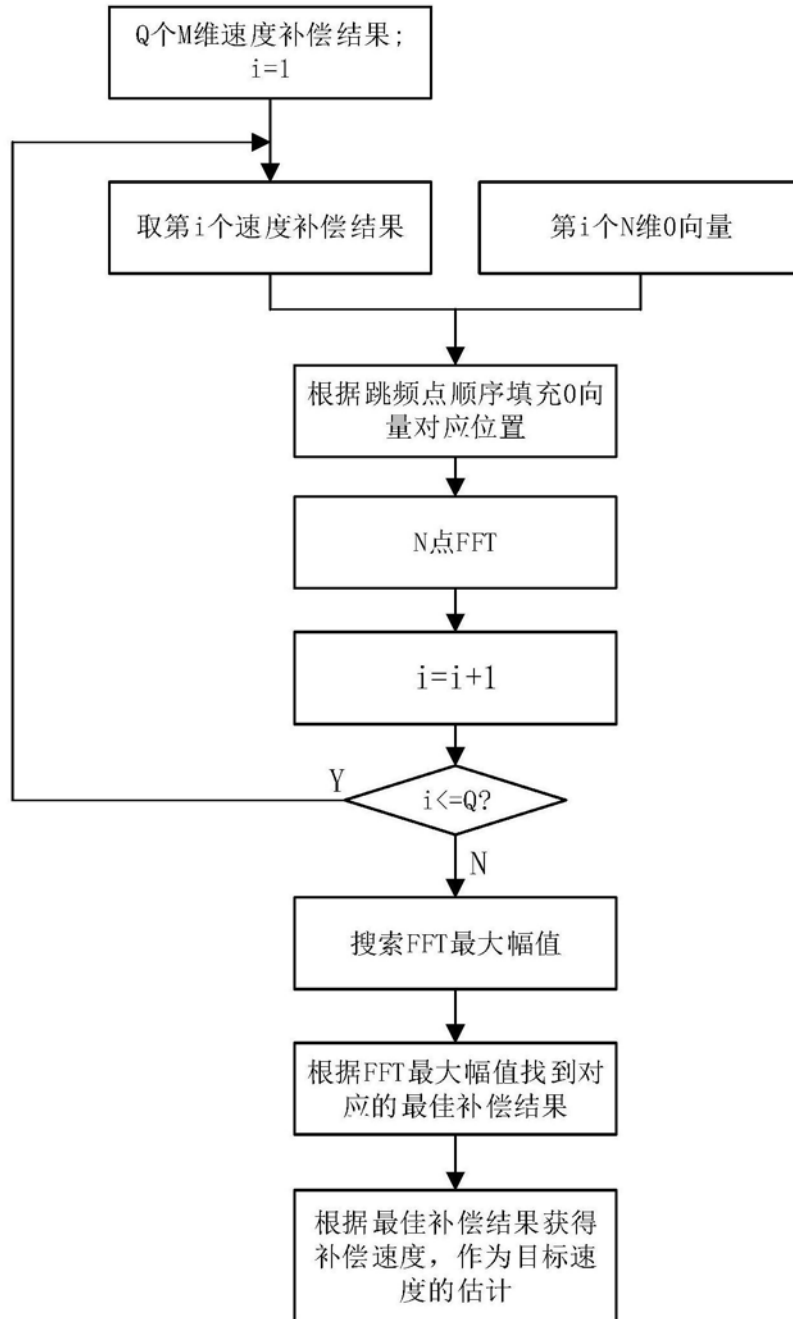 Q个M维速度补偿结果;
i=1
取第i个速度补偿结果
第i个N维0向量
根据跳频点顺序填充0向
量对应位置
N点FFT
i=i+1
Y
i<=Q?
N
搜索FFT最大幅值
根据FFT最大幅值找到对
应的最佳补偿结果
根据最佳补偿结果获得
补偿速度，作为目标速
度的估计